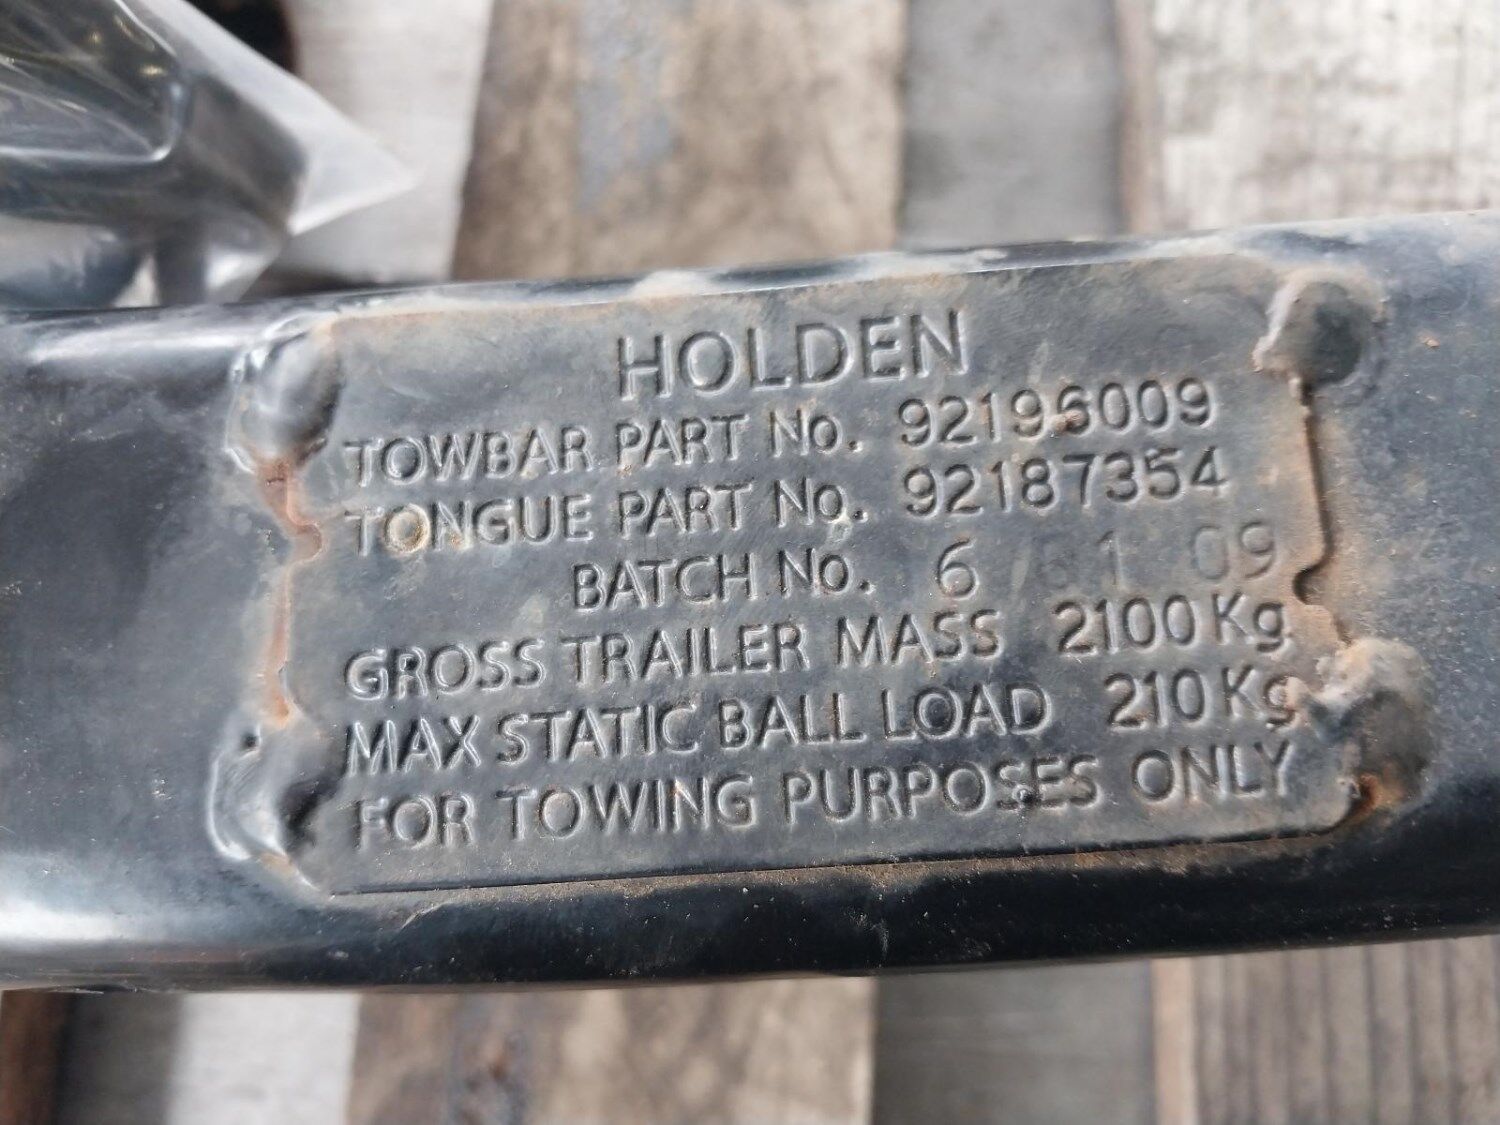 HOLDEN
TOWBAR PART No. 92196009
TONGUE PART No. 92187354
BATCH No. 6 1 09
GROSS TRAILER MASS 2100 Kg
MAX STATIC BALL LOAD 210 Kg
FOR TOWING PURPOSES ONLY